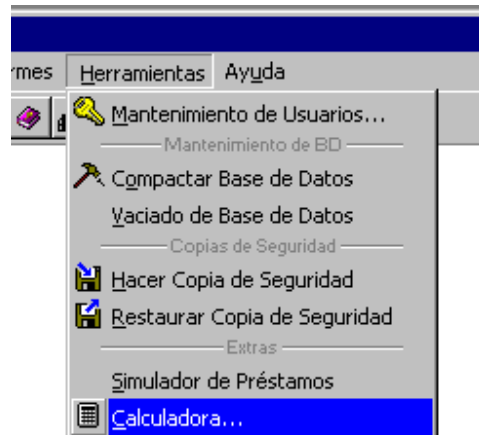 rmes Herramientas Ayuda
Mantenimiento de Usuarios...
Mantenimiento de BD
Compactar Base de Datos
Vaciado de Base de Datos
Copias de Seguridad
Hacer Copia de Seguridad
Restaurar Copia de Seguridad
Extras
Simulador de Préstamos
Calculadora...